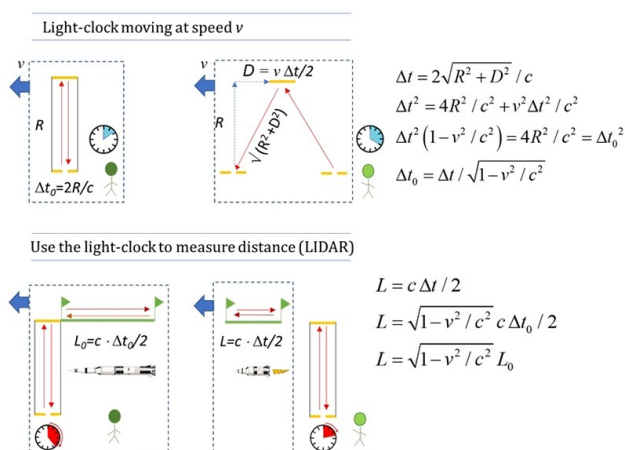 Light-clock moving at speed v
v
R
Δt₀=2R/c
v
D = v Δt/2
R
√(R²+D²)
Δt = 2√(R² + D²) / c
Δt² = 4R² / c² + v²Δt² / c²
Δt²(1−v² / c²) = 4R² / c² = Δt₀²
Δt₀ = Δt / √(1−v² / c²)
Use the light-clock to measure distance (LIDAR)
L₀=c · Δt₀/2
L=c · Δt/2
L = c Δt / 2
L = √(1−v² / c²) c Δt₀ / 2
L = √(1−v² / c²) L₀